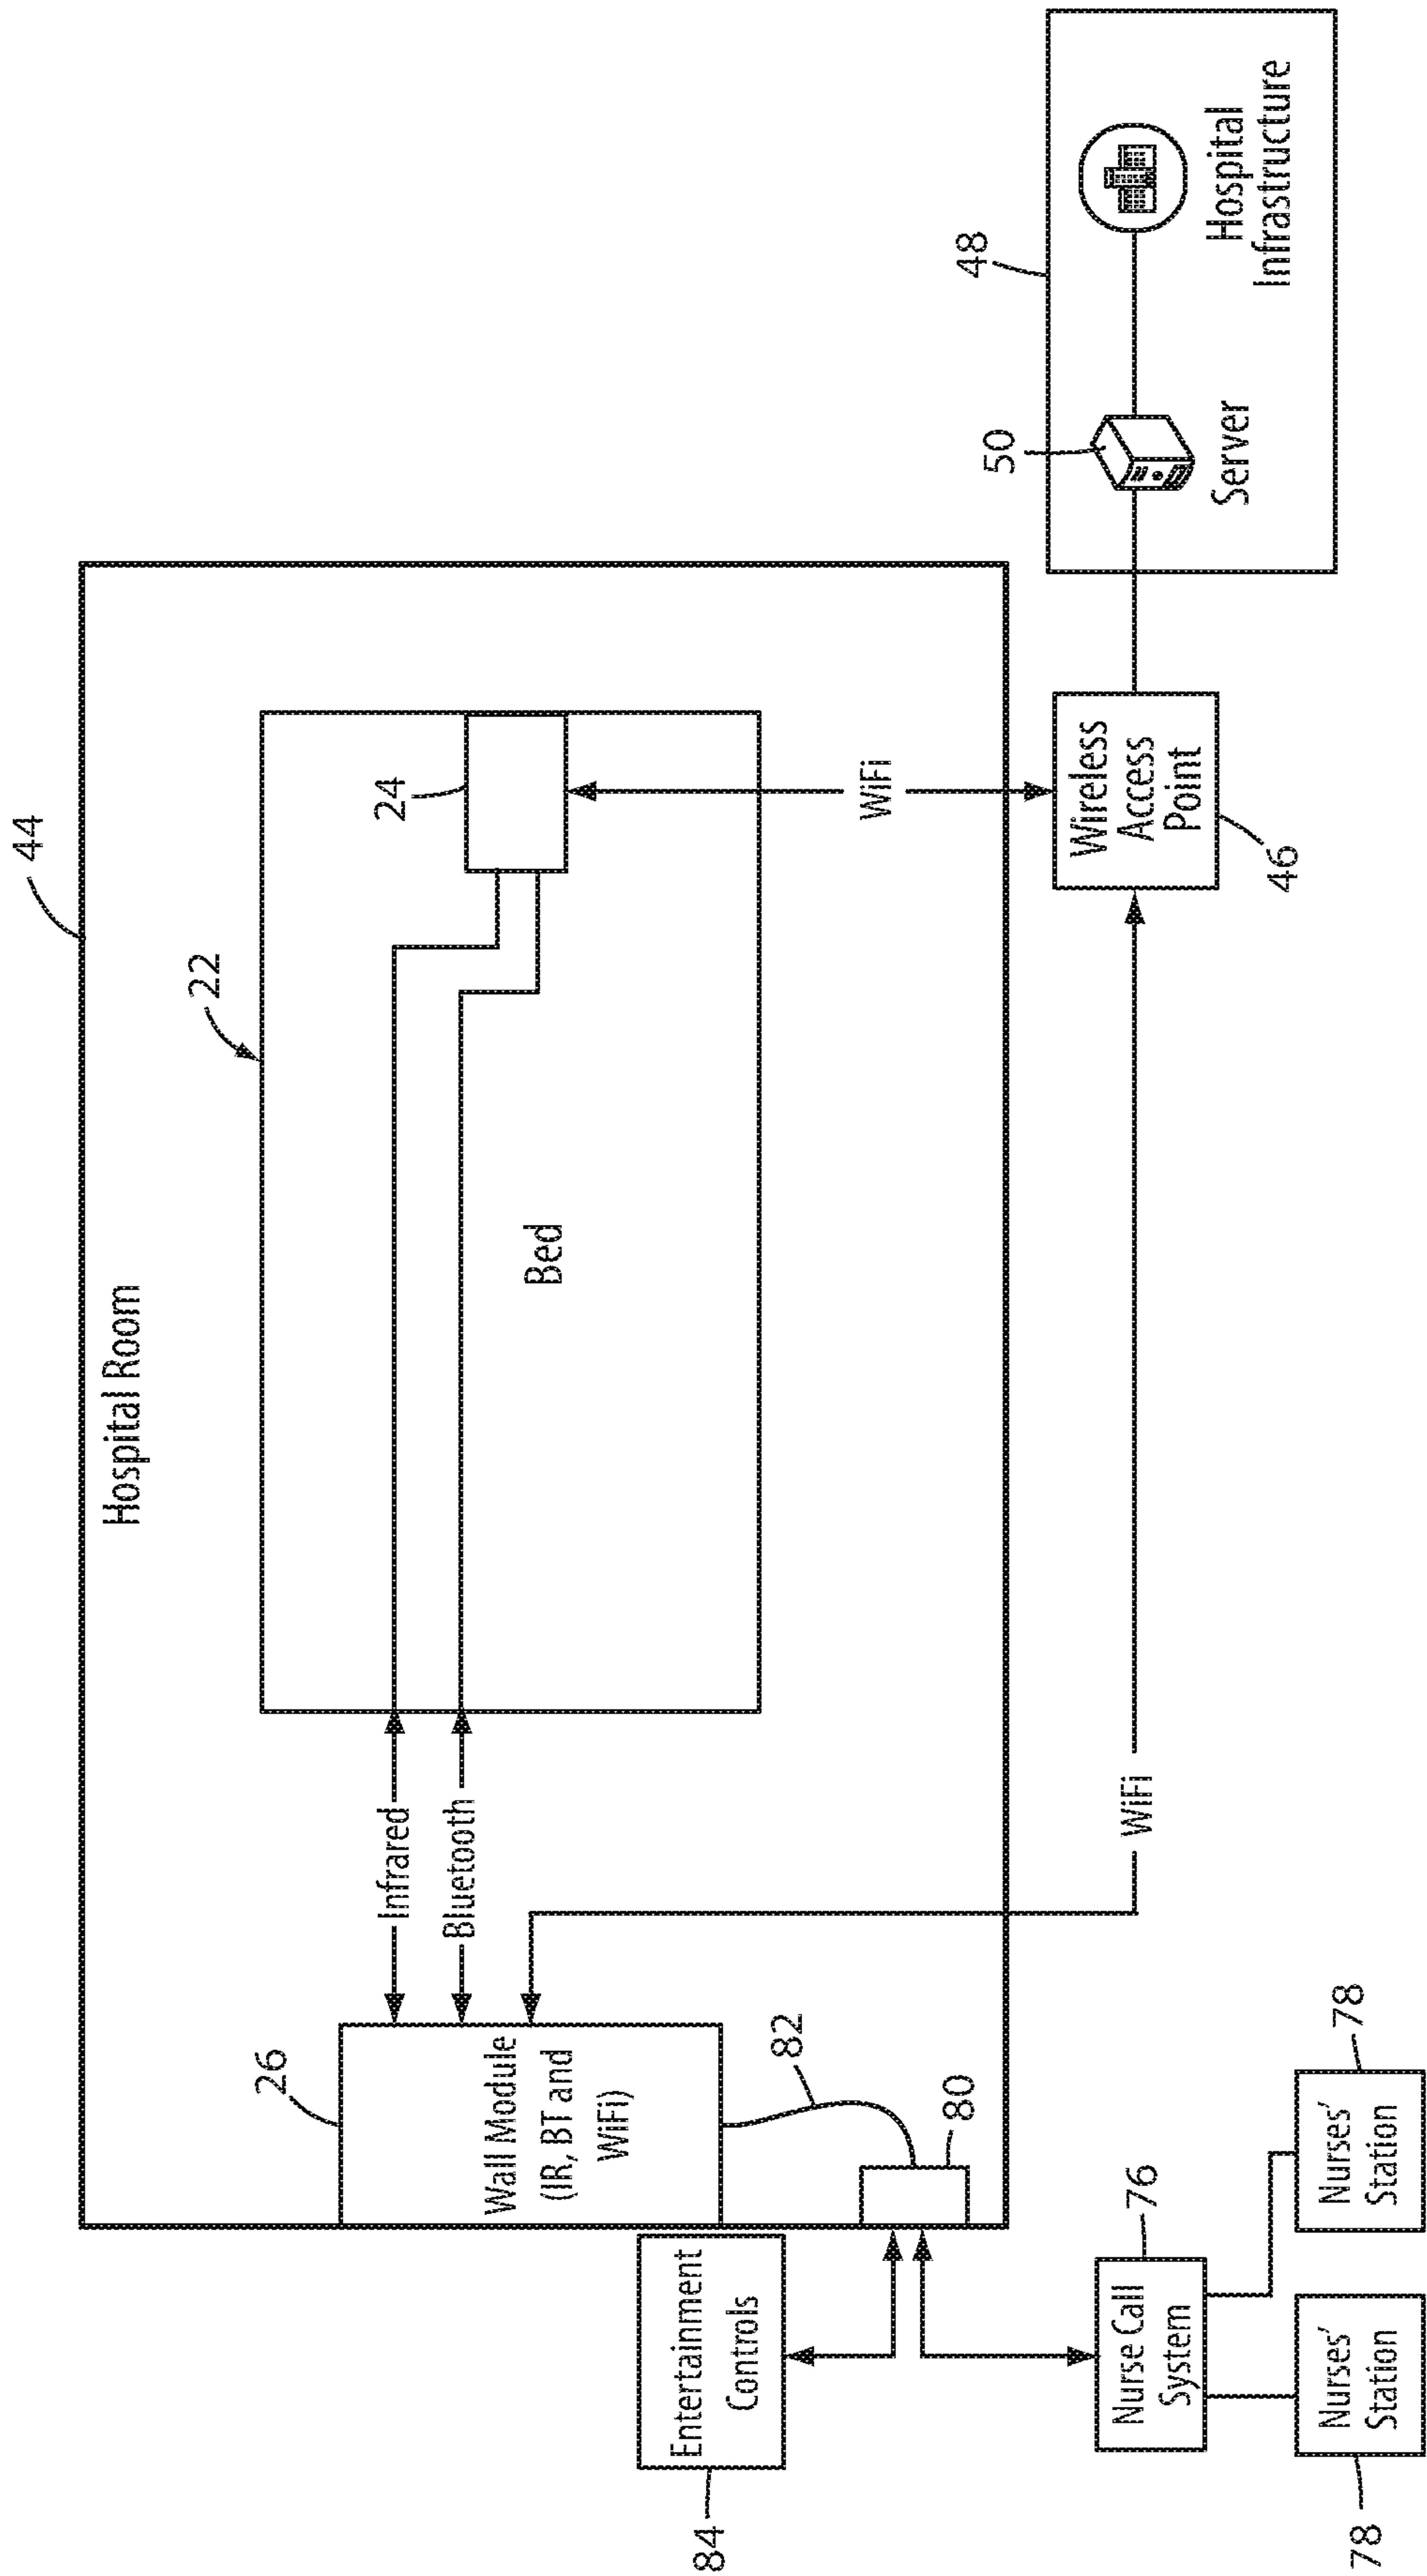 Hospital Room
44
22
24
Bed
26
Wall Module
(IR, BT and
WiFi)
Infrared
Bluetooth
WiFi
WiFi
82
80
Entertainment
Controls
84
Nurse Call
System
76
Nurses'
Station
78
Nurses'
Station
78
Wireless
Access
Point
46
48
50
Server
Hospital
Infrastructure